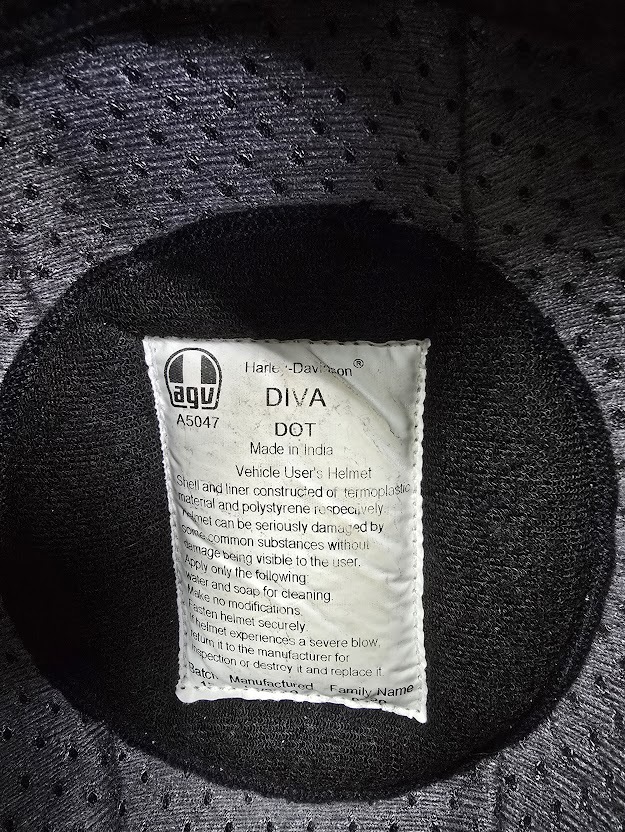 agv
Harley-Davidson®
DIVA
A5047
DOT
Made in India
Vehicle User's Helmet
Shell and liner constructed of termoplastic
material and polystyrene respectively.
Helmet can be seriously damaged by
some common substances without
damage being visible to the user.
Apply only the following:
water and soap for cleaning.
Make no modifications.
Fasten helmet securely.
If helmet experiences a severe blow,
return it to the manufacturer for
inspection or destroy it and replace it.
Batch Manufactured Family Name